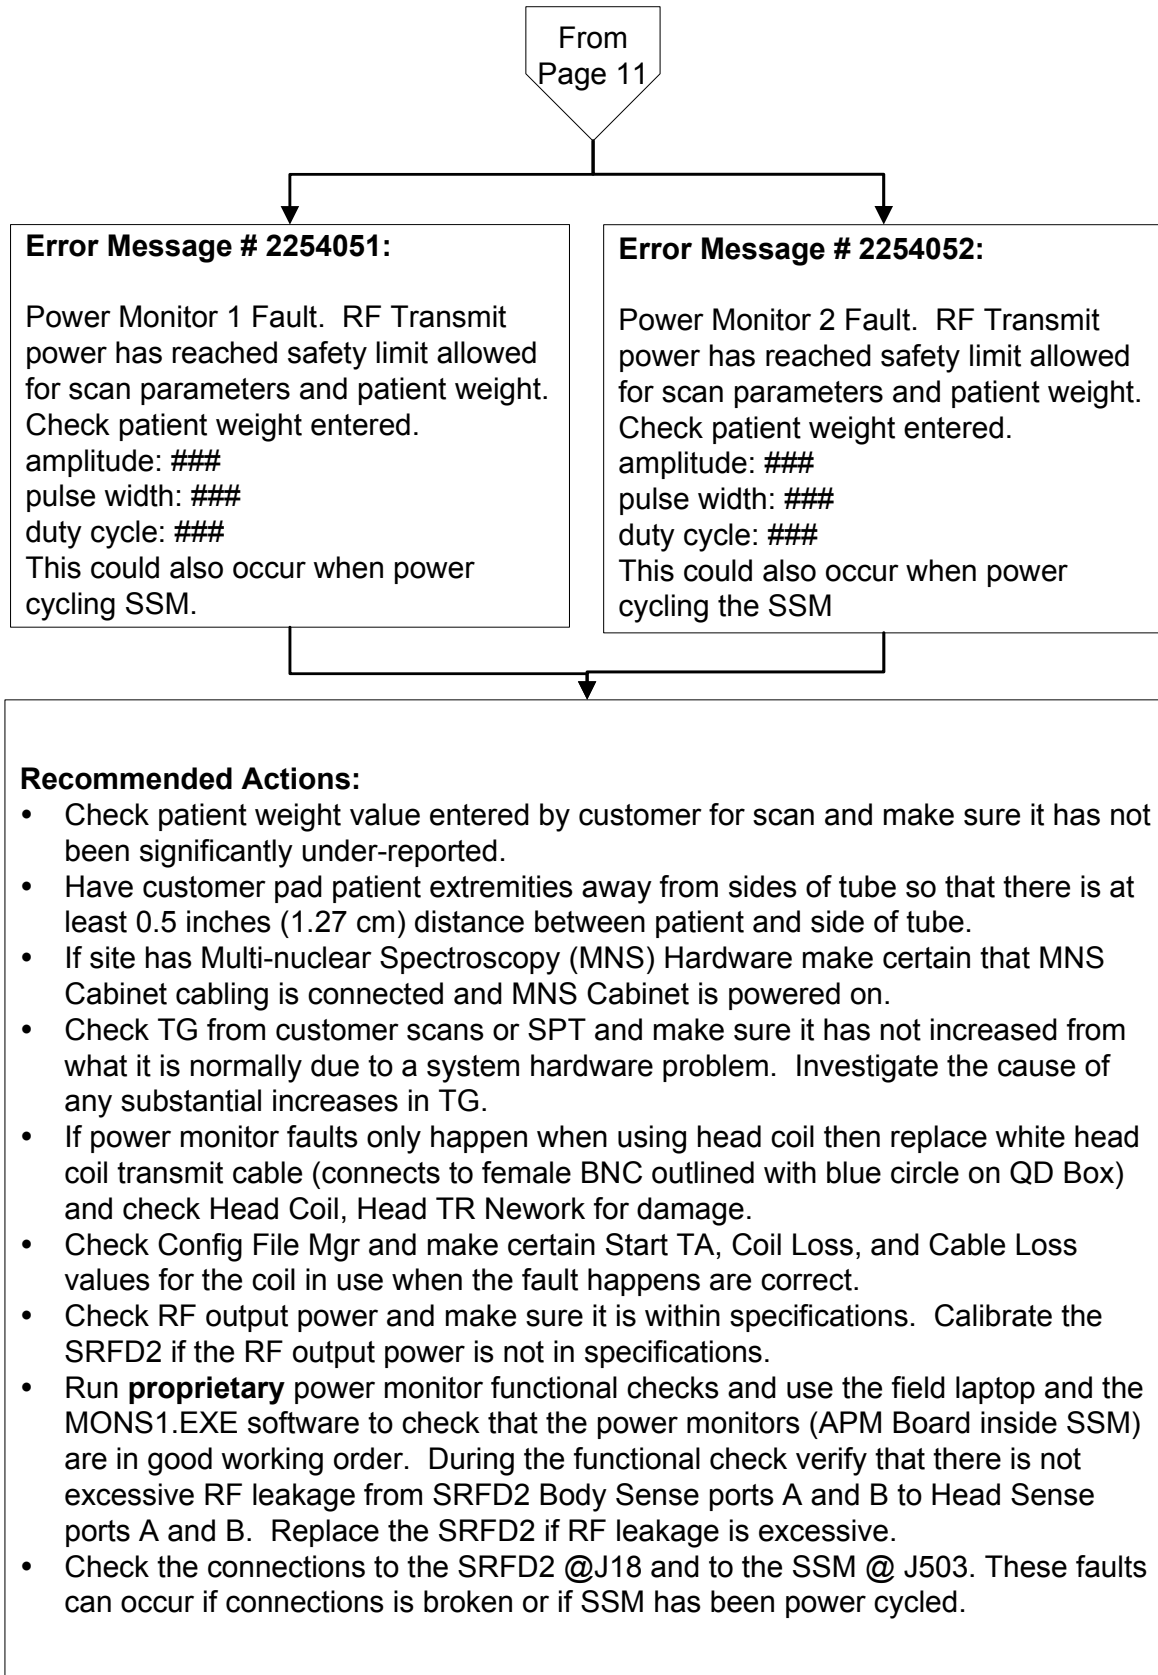 From
Page 11
Error Message # 2254051:
Power Monitor 1 Fault.  RF Transmit
power has reached safety limit allowed
for scan parameters and patient weight.
Check patient weight entered.
amplitude: ###
pulse width: ###
duty cycle: ###
This could also occur when power
cycling SSM.
Error Message # 2254052:
Power Monitor 2 Fault.  RF Transmit
power has reached safety limit allowed
for scan parameters and patient weight.
Check patient weight entered.
amplitude: ###
pulse width: ###
duty cycle: ###
This could also occur when power
cycling the SSM
Recommended Actions:
• Check patient weight value entered by customer for scan and make sure it has not
been significantly under-reported.
• Have customer pad patient extremities away from sides of tube so that there is at
least 0.5 inches (1.27 cm) distance between patient and side of tube.
• If site has Multi-nuclear Spectroscopy (MNS) Hardware make certain that MNS
Cabinet cabling is connected and MNS Cabinet is powered on.
• Check TG from customer scans or SPT and make sure it has not increased from
what it is normally due to a system hardware problem.  Investigate the cause of
any substantial increases in TG.
• If power monitor faults only happen when using head coil then replace white head
coil transmit cable (connects to female BNC outlined with blue circle on QD Box)
and check Head Coil, Head TR Nework for damage.
• Check Config File Mgr and make certain Start TA, Coil Loss, and Cable Loss
values for the coil in use when the fault happens are correct.
• Check RF output power and make sure it is within specifications.  Calibrate the
SRFD2 if the RF output power is not in specifications.
• Run proprietary power monitor functional checks and use the field laptop and the
MONS1.EXE software to check that the power monitors (APM Board inside SSM)
are in good working order.  During the functional check verify that there is not
excessive RF leakage from SRFD2 Body Sense ports A and B to Head Sense
ports A and B.  Replace the SRFD2 if RF leakage is excessive.
• Check the connections to the SRFD2 @J18 and to the SSM @ J503. These faults
can occur if connections is broken or if SSM has been power cycled.